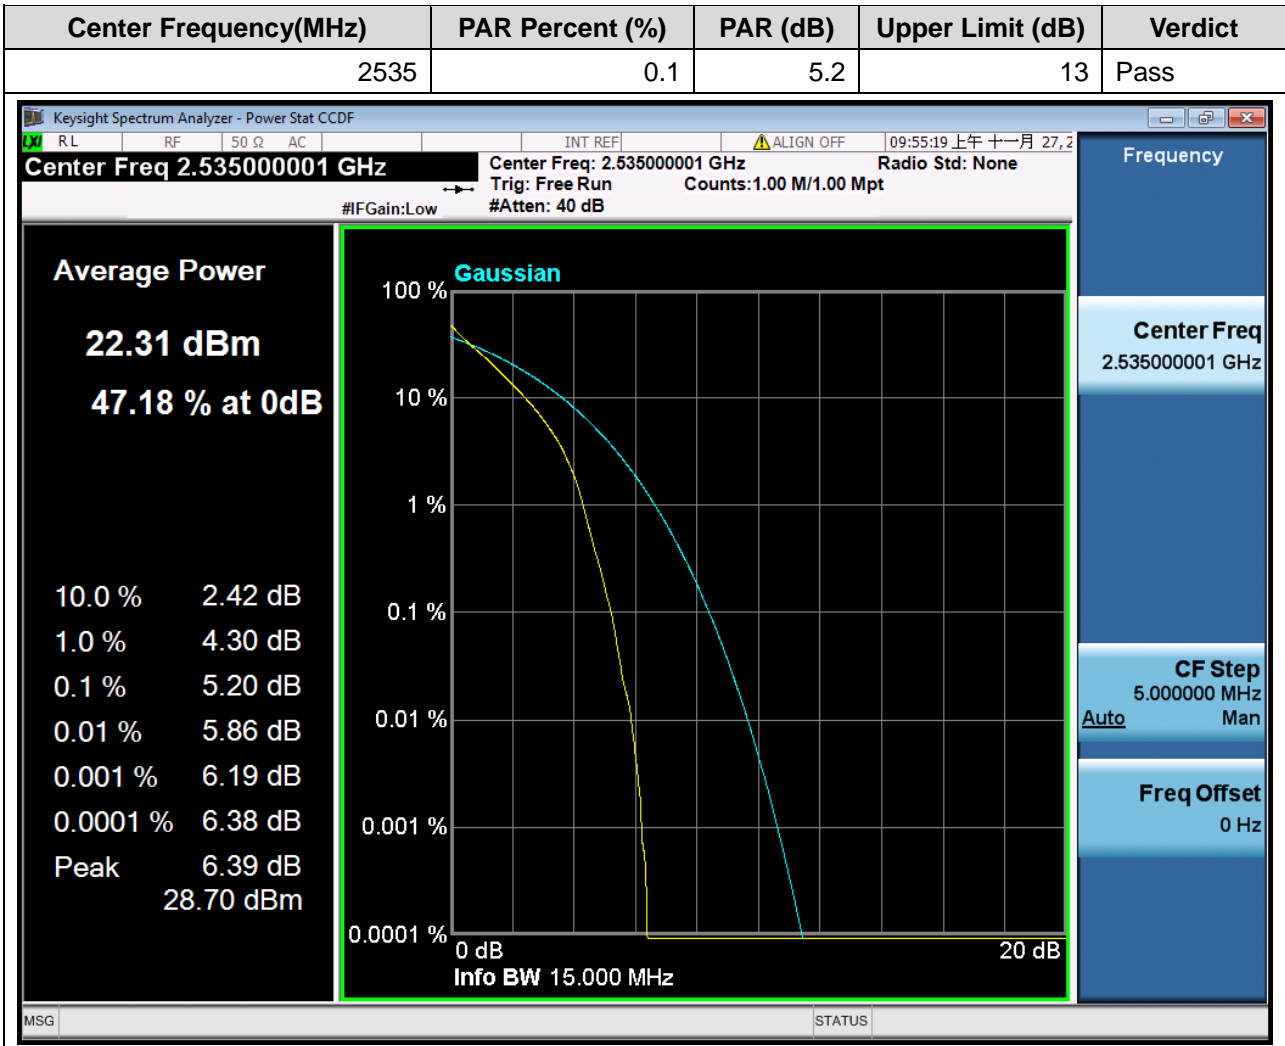 Center Frequency(MHz) PAR Percent (%) PAR (dB) Upper Limit (dB) Verdict
2535 0.1 5.2 13 Pass
Keysight Spectrum Analyzer - Power Stat CCDF
LXI RL RF 50 Ω AC INT REF ALIGN OFF 09:55:19 上午 十一月 27, 2
Center Freq 2.535000001 GHz
Center Freq: 2.535000001 GHz Radio Std: None
Trig: Free Run Counts:1.00 M/1.00 Mpt
#IFGain:Low #Atten: 40 dB
Frequency
Average Power
22.31 dBm
47.18 % at 0dB
10.0 % 2.42 dB
1.0 % 4.30 dB
0.1 % 5.20 dB
0.01 % 5.86 dB
0.001 % 6.19 dB
0.0001 % 6.38 dB
Peak 6.39 dB
28.70 dBm
Gaussian
100 %
10 %
1 %
0.1 %
0.01 %
0.001 %
0.0001 %
0 dB 20 dB
Info BW 15.000 MHz
Center Freq
2.535000001 GHz
CF Step
5.000000 MHz
Auto Man
Freq Offset
0 Hz
MSG STATUS